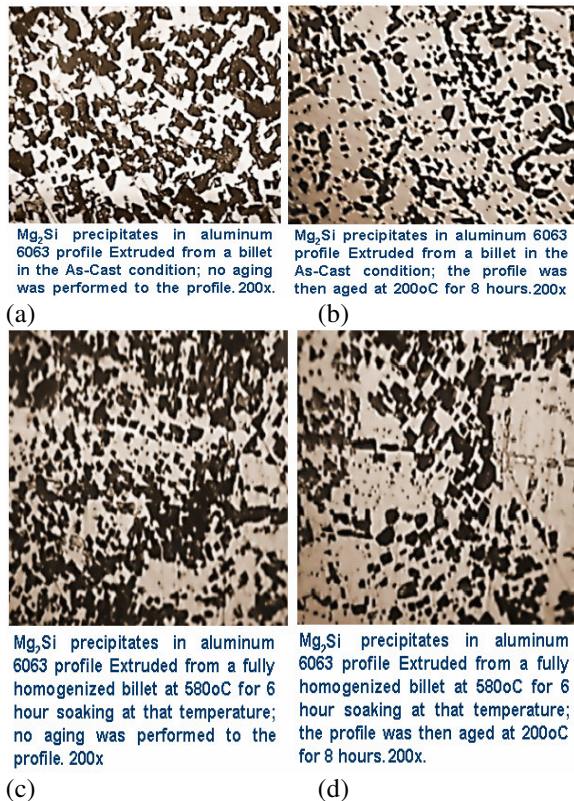 Mg₂Si precipitates in aluminum
6063 profile Extruded from a billet
in the As-Cast condition; no aging
was performed to the profile. 200x.
Mg₂Si precipitates in aluminum 6063
profile Extruded from a billet in the
As-Cast condition; the profile was
then aged at 200oC for 8 hours.200x
(a)
(b)
Mg₂Si precipitates in aluminum
6063 profile Extruded from a fully
homogenized billet at 580oC for 6
hour soaking at that temperature;
no aging was performed to the
profile. 200x
Mg₂Si precipitates in aluminum
6063 profile Extruded from a fully
homogenized billet at 580oC for 6
hour soaking at that temperature;
the profile was then aged at 200oC
for 8 hours. 200x.
(c)
(d)